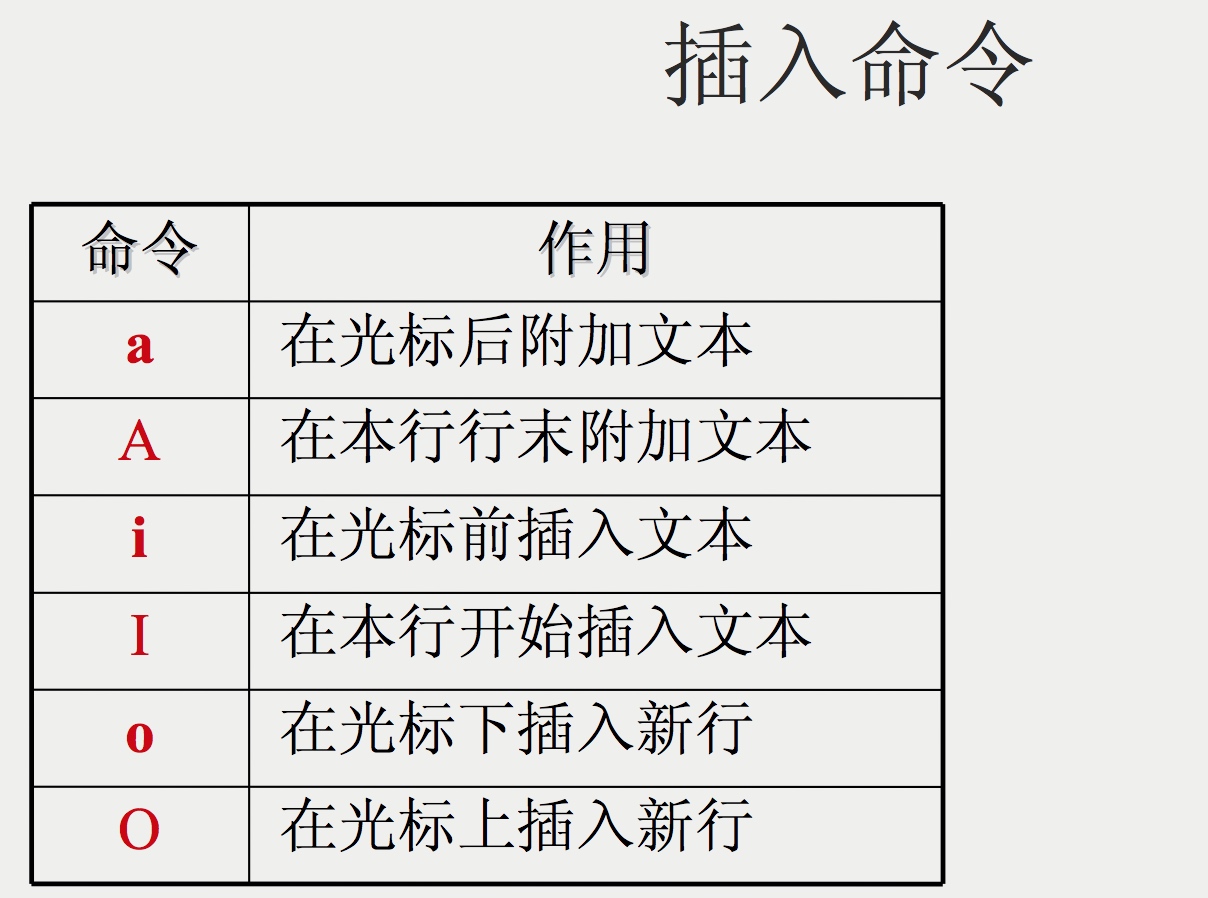 插入命令
命令 作用
a 在光标后附加文本
A 在本行行末附加文本
i 在光标前插入文本
I 在本行开始插入文本
o 在光标下插入新行
O 在光标上插入新行